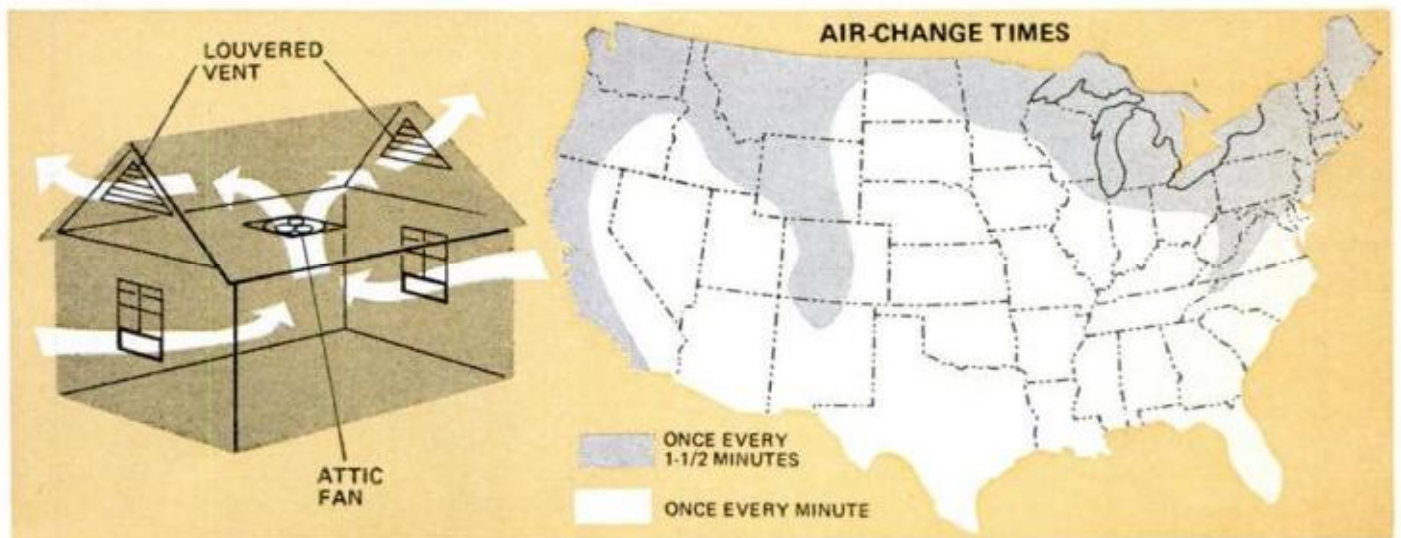 LOUVERED
VENT
ATTIC
FAN
AIR-CHANGE TIMES
ONCE EVERY
1-1/2 MINUTES
ONCE EVERY MINUTE